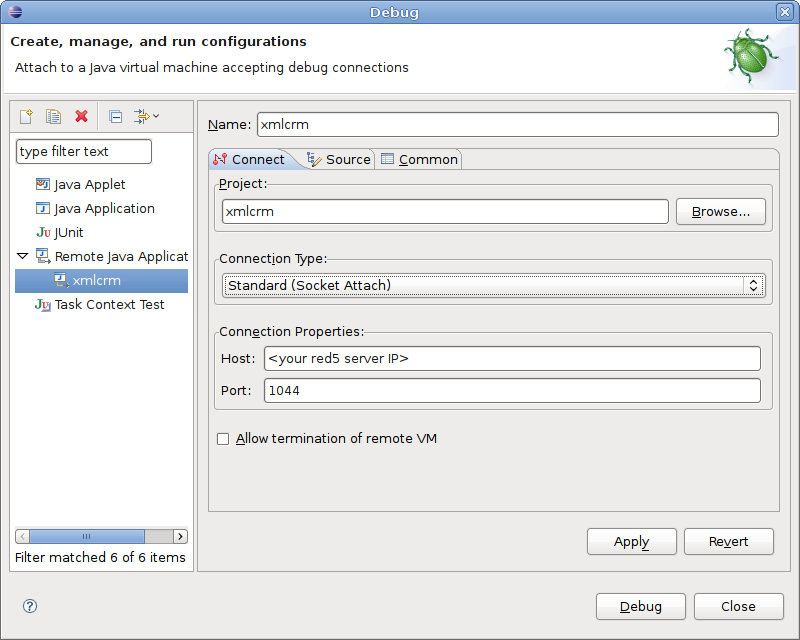 Debug
Create, manage, and run configurations
Attach to a Java virtual machine accepting debug connections
type filter text
Java Applet
Java Application
JUnit
Remote Java Applicat
xmlcrm
Task Context Test
Filter matched 6 of 6 items
Name: xmlcrm
Connect Source Common
Project:
xmlcrm Browse...
Connection Type:
Standard (Socket Attach)
Connection Properties:
Host: <your red5 server IP>
Port: 1044
Allow termination of remote VM
Apply Revert
? Debug Close